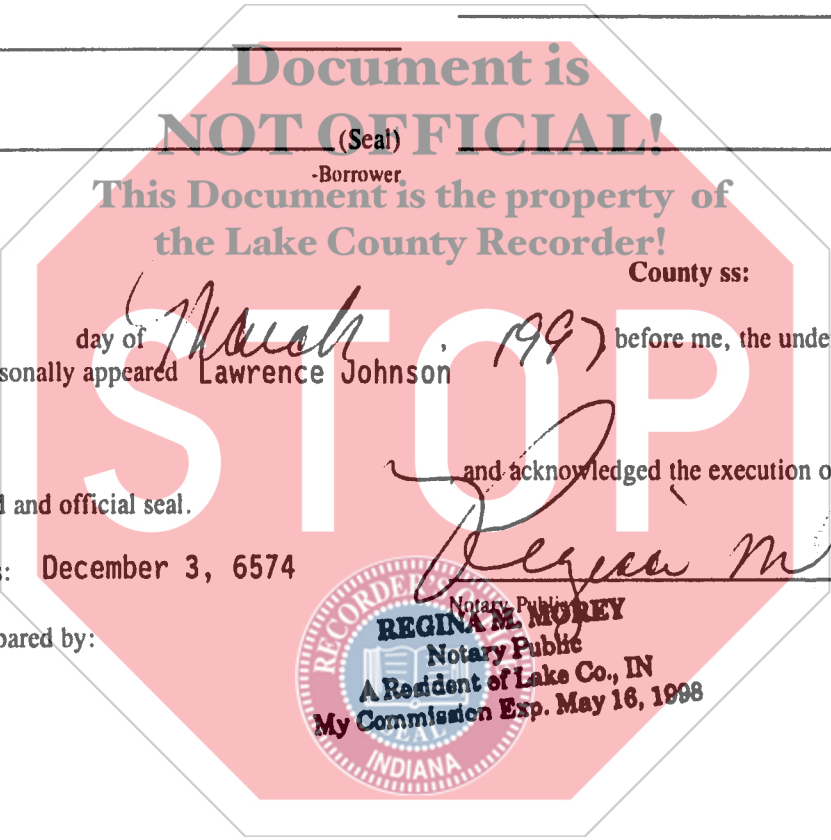 Document is
NOT OFFICIAL!
(Seal)
-Borrower
This Document is the property of
the Lake County Recorder!
County ss:
day of March , 1997 before me, the unde
sonally appeared Lawrence Johnson
STOP
and acknowledged the execution o
d and official seal.
s: December 3, 6574
Regina M
Notary Public
pared by:
REGINA M. MOREY
Notary Public
A Resident of Lake Co., IN
My Commission Exp. May 16, 1998
RECORDER'S
SEAL
INDIANA